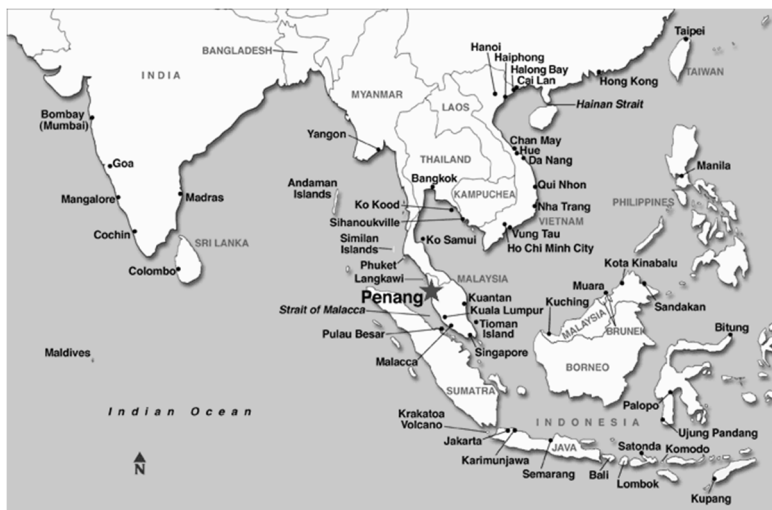 Taipei
Hanoi
Haiphong
BANGLADESH
Halong Bay
Cai Lan
INDIA
TAIWAN
Hong Kong
MYANMAR
LAOS
Hainan Strait
Bombay
(Mumbai)
Yangon
Chan May
Hue
Da Nang
Goa
THAILAND
Manila
Bangkok
Andaman
Islands
Qui Nhon
KAMPUCHEA
Mangalore
Madras
Ko Kood
Nha Trang
PHILIPPINES
Sihanoukville
VIETNAM
Cochin
Vung Tau
SRI LANKA
Similan
Islands
Ko Samui
Ho Chi Minh City
Colombo
Phuket
Kota Kinabalu
Langkawi
MALAYSIA
Muara
Penang
Kuantan
Kuching
Sandakan
Strait of Malacca
Kuala Lumpur
MALAYSIA
Pulau Besar
Tioman
Island
BRUNEI
Bitung
Maldives
Singapore
Malacca
BORNEO
SUMATRA
Palopo
Indian Ocean
Krakatoa
Volcano
INDONESIA
Ujung Pandang
Jakarta
JAVA
Satonda
Komodo
Karimunjawa
N
Semarang
Bali
Lombok
Kupang